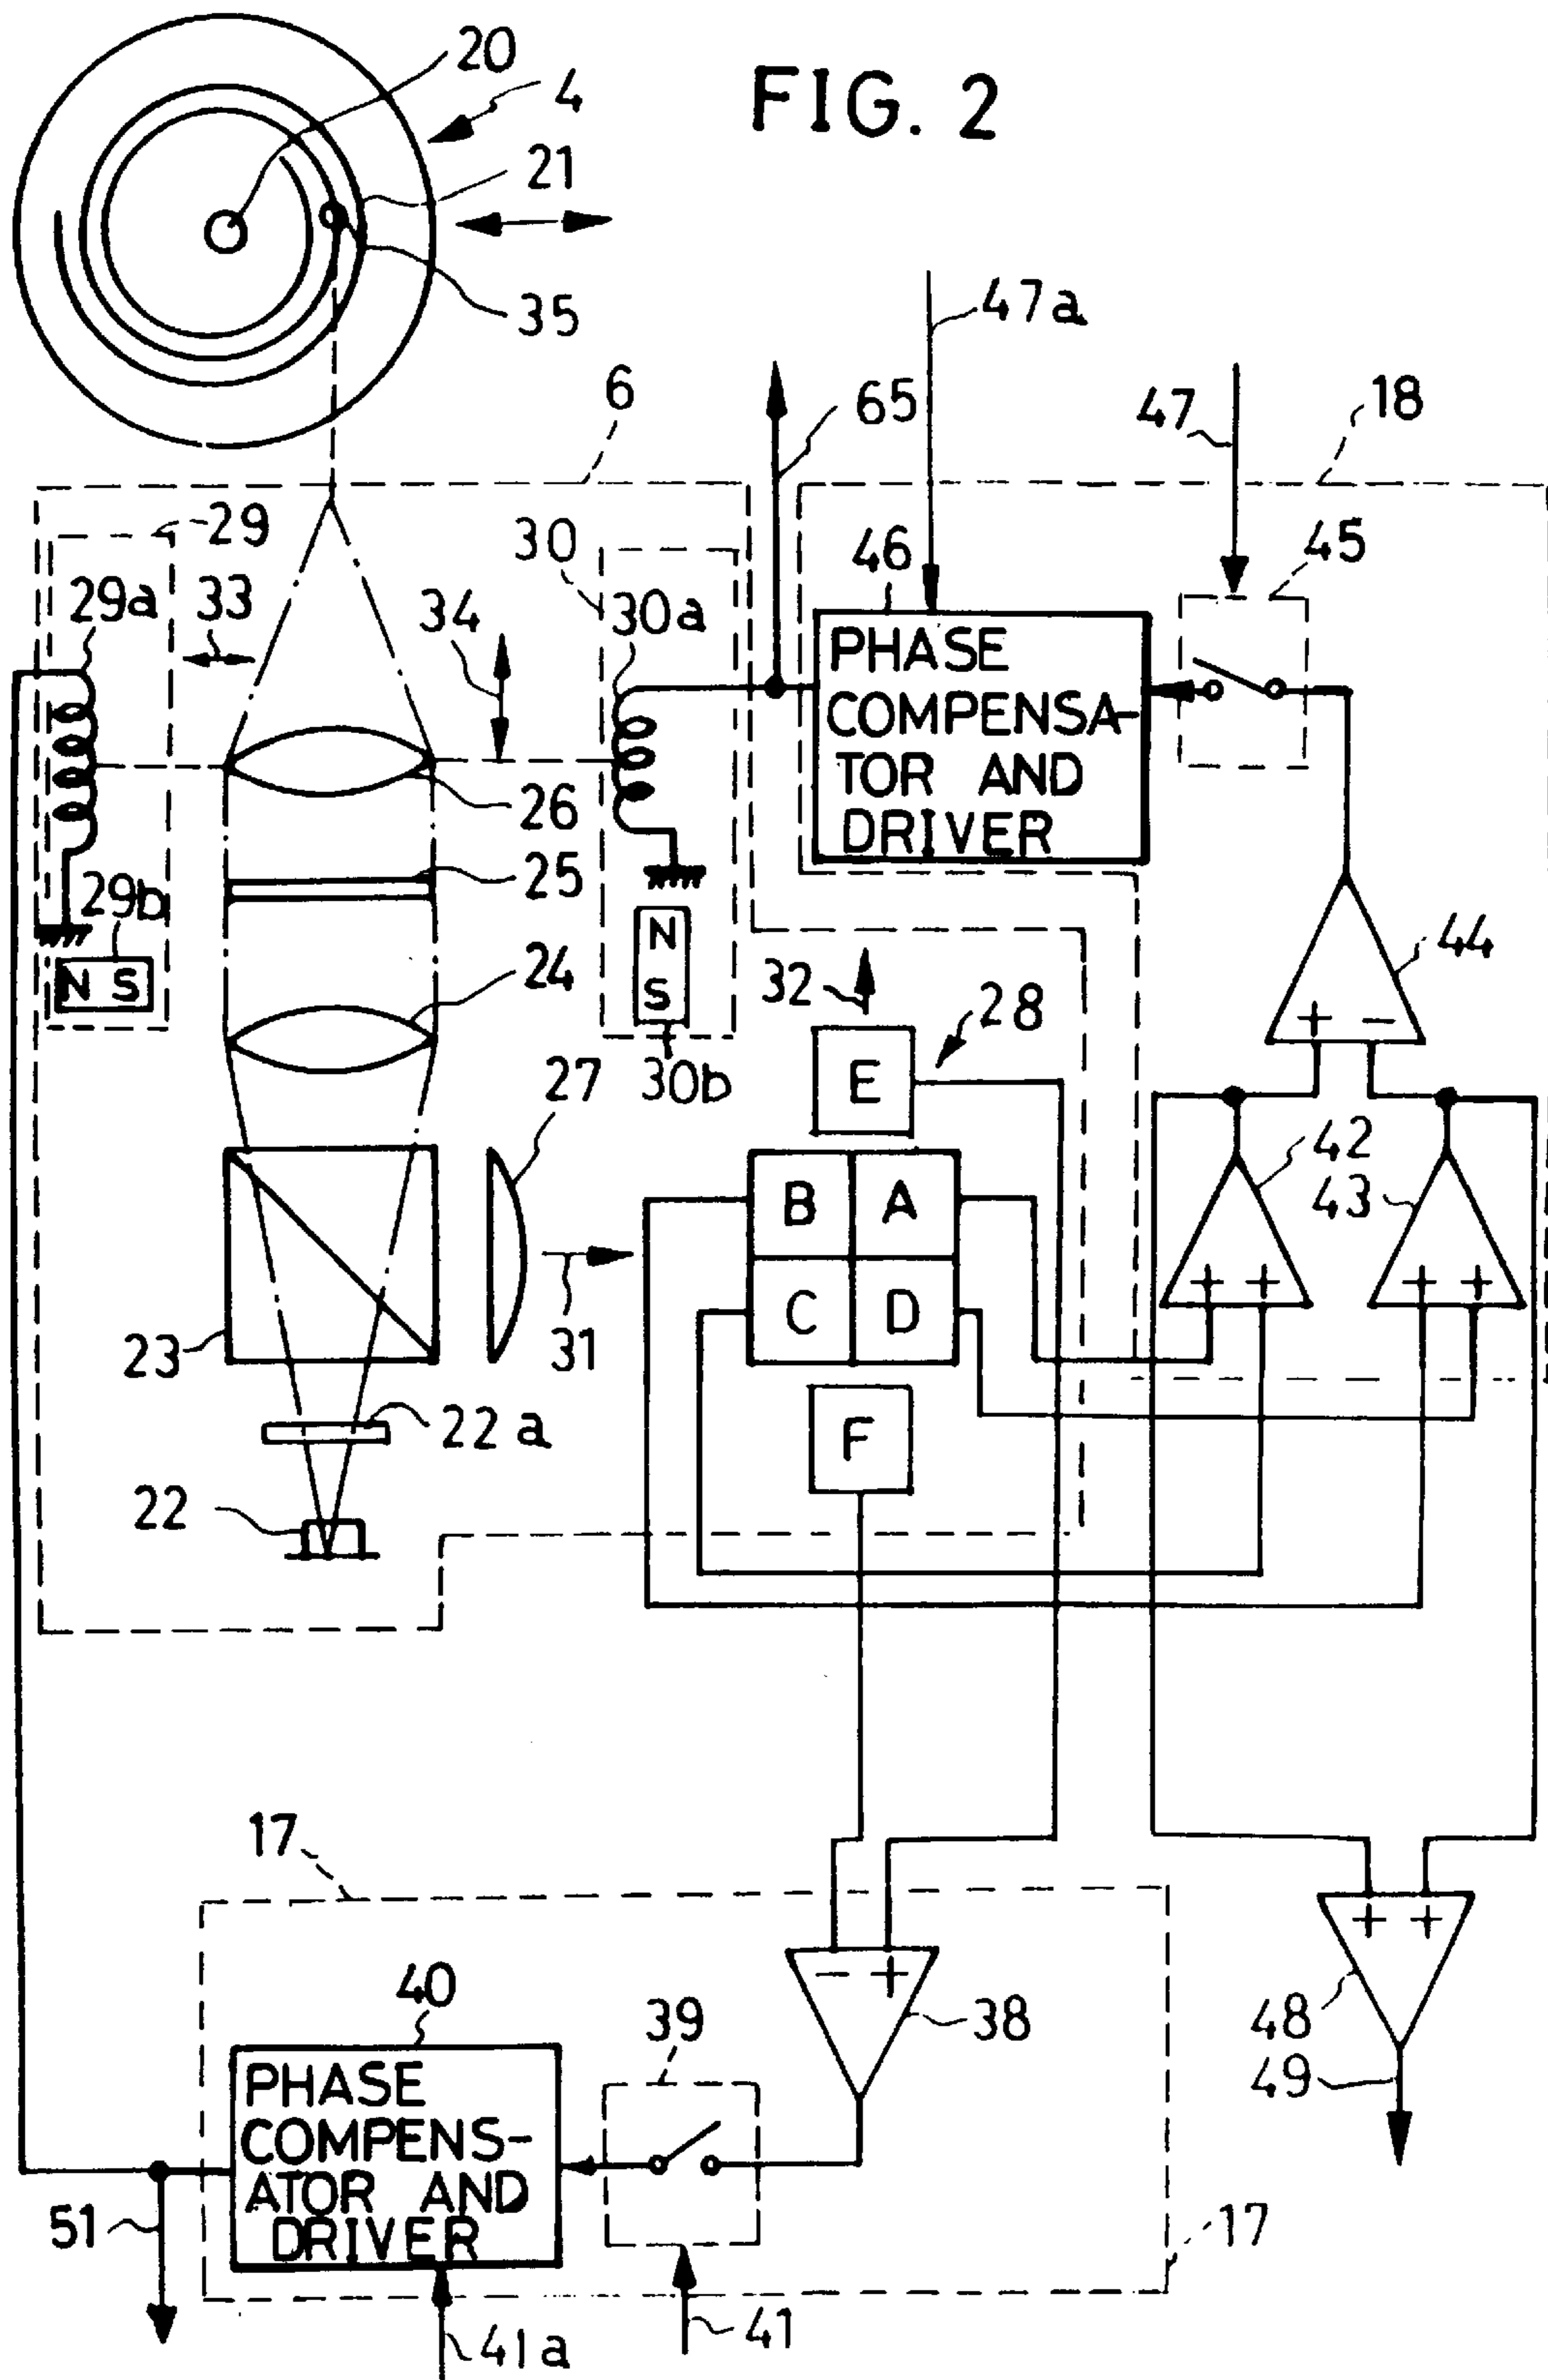 20
4
FIG. 2
21
35
47a
6
65
47
18
29
30
46
45
29a
33
34
30a
PHASE
COMPENSA-
TOR AND
DRIVER
26
25
29b
N S
24
N
S
32
28
44
30b
E
27
+ -
42
43
B A
C D
+ +
+ +
23
31
F
22a
22
17
- +
+ +
40
39
38
48
49
PHASE
COMPENS-
ATOR AND
DRIVER
51
17
41
41a